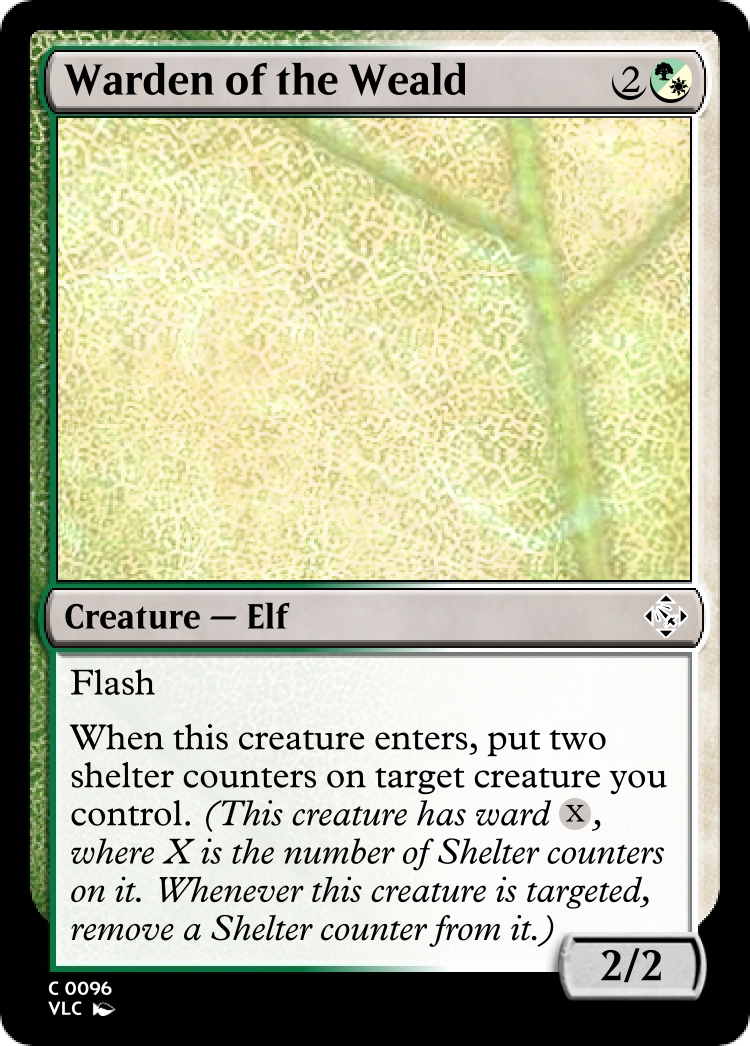 Warden of the Weald 2
Creature — Elf
Flash
When this creature enters, put two
shelter counters on target creature you
control. (This creature has ward X,
where X is the number of Shelter counters
on it. Whenever this creature is targeted,
remove a Shelter counter from it.)
2/2
C 0096
VLC